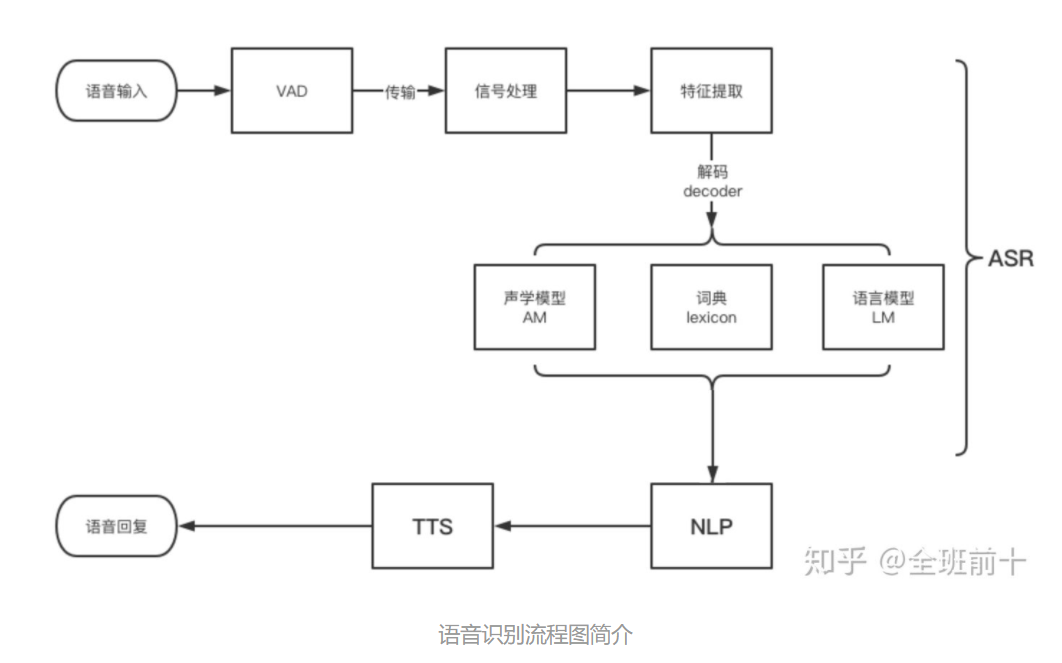 语音输入
VAD
传输
信号处理
特征提取
解码
decoder
ASR
声学模型
AM
词典
lexicon
语言模型
LM
语音回复
TTS
NLP
知乎 @全班前十
语音识别流程图简介